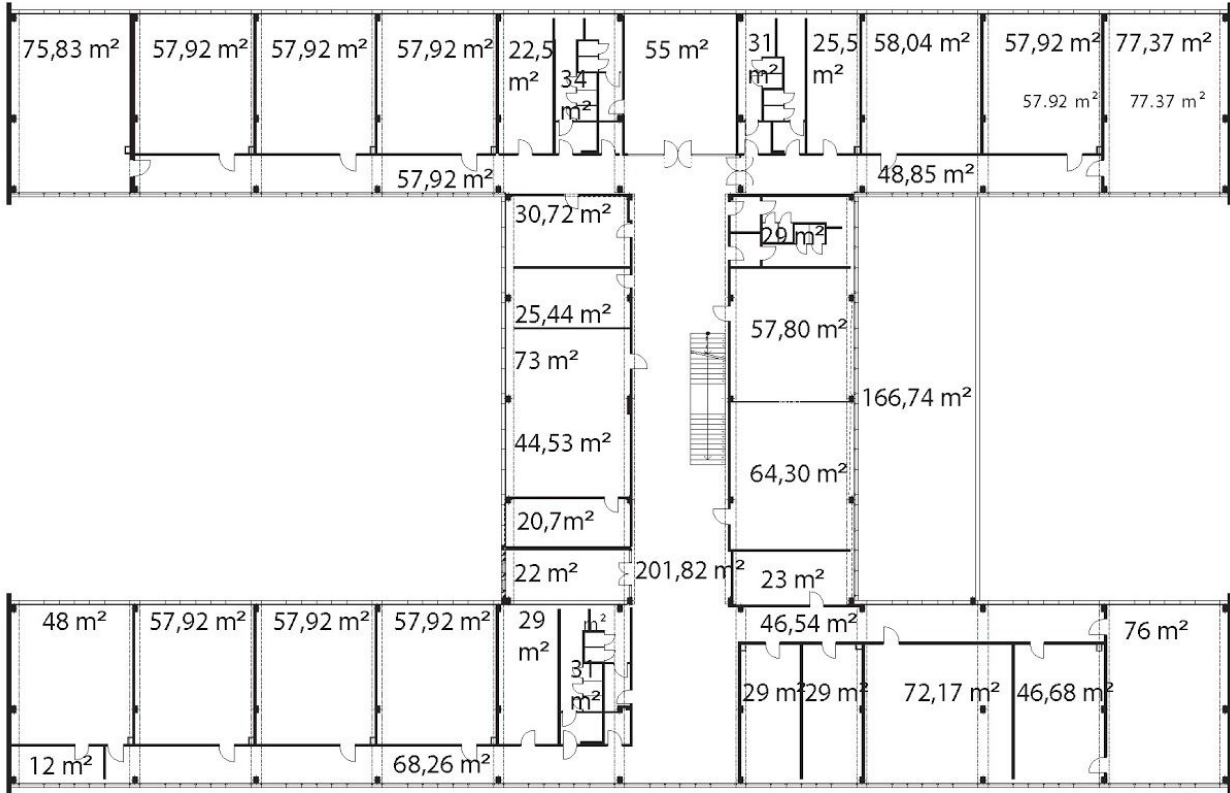 75,83 m²
57,92 m²
57,92 m²
57,92 m²
22,5
m²
34
m²
55 m²
31
m²
25,5
m²
58,04 m²
57,92 m²
77,37 m²
57.92 m²
77.37 m²
57,92 m²
48,85 m²
30,72 m²
29 m²
25,44 m²
57,80 m²
73 m²
166,74 m²
44,53 m²
64,30 m²
20,7m²
22 m²
201,82 m²
23 m²
48 m²
57,92 m²
57,92 m²
57,92 m²
29
m²
m²
31
m²
46,54 m²
76 m²
29 m²
29 m²
72,17 m²
46,68 m²
12 m²
68,26 m²